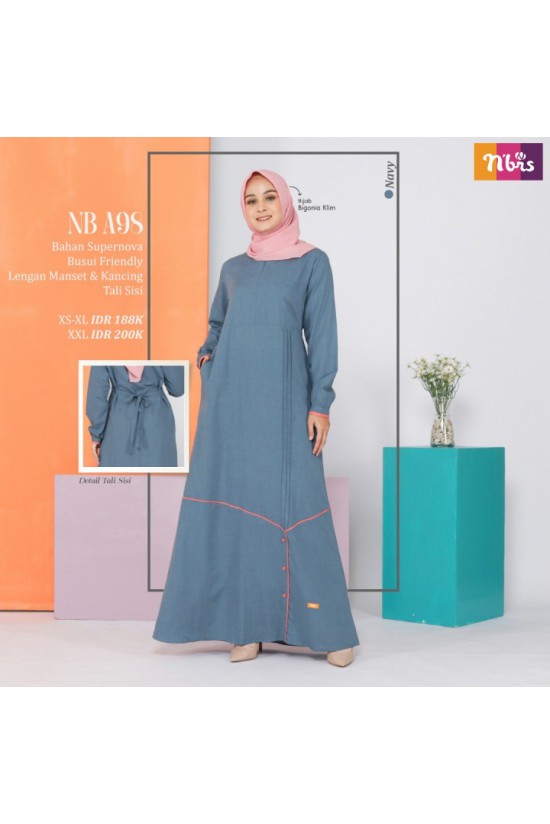 N'brs
Navy
Hijab
Bigonia Klim
NB A98
Bahan Supernova
Busui Friendly
Lengan Manset & Kancing
Tali Sisi
XS-XL IDR 188K
XXL IDR 200K
Detail Tali Sisi